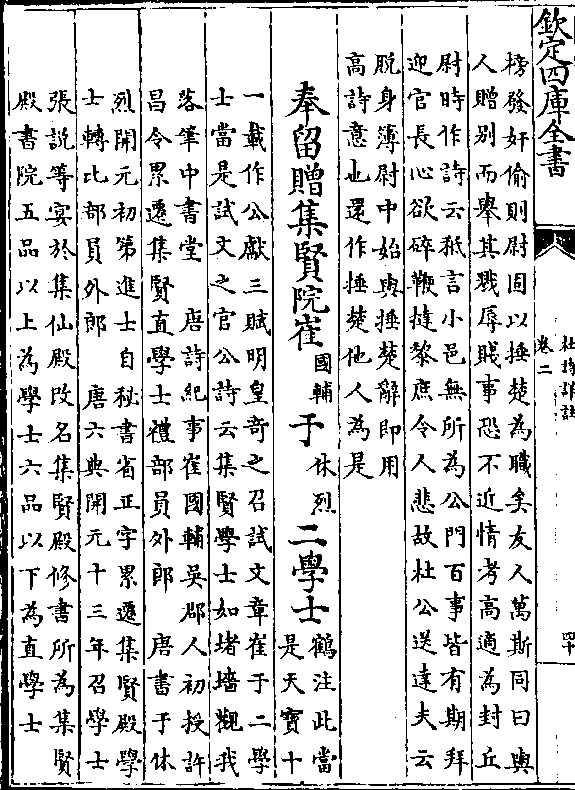 欽定四庫全書
卷二
杜詩詳註
四十
榜發奸偷則尉固以捶楚為職矣友人萬斯同曰與
人贈别而舉其戮辱賤事恐不近情考高適為封丘
尉時作詩云秪言小邑無所為公門百事皆有期拜
迎官長心欲碎鞭撻黎庶令人悲故杜公送達夫云
脱身簿尉中始與捶楚辭即用
高詩意也還作捶楚他人為是
奉留贈集賢院崔國輔于休烈二學士鶴注此當
是天寶十
一載作公獻三賦明皇竒之召試文章崔于二學
士當是試文之官公詩云集賢學士如堵墻觀我
落筆中書堂 唐詩紀事崔國輔吳郡人初授許
昌令累遷集賢直學士禮部員外郎 唐書于休
烈開元初第進士自秘書省正字累遷集賢殿學
士轉比部員外郎 唐六典開元十三年召學士
張說等宴於集仙殿改名集賢殿修書所為集賢
殿書院五品以上為學士六品以下為直學士